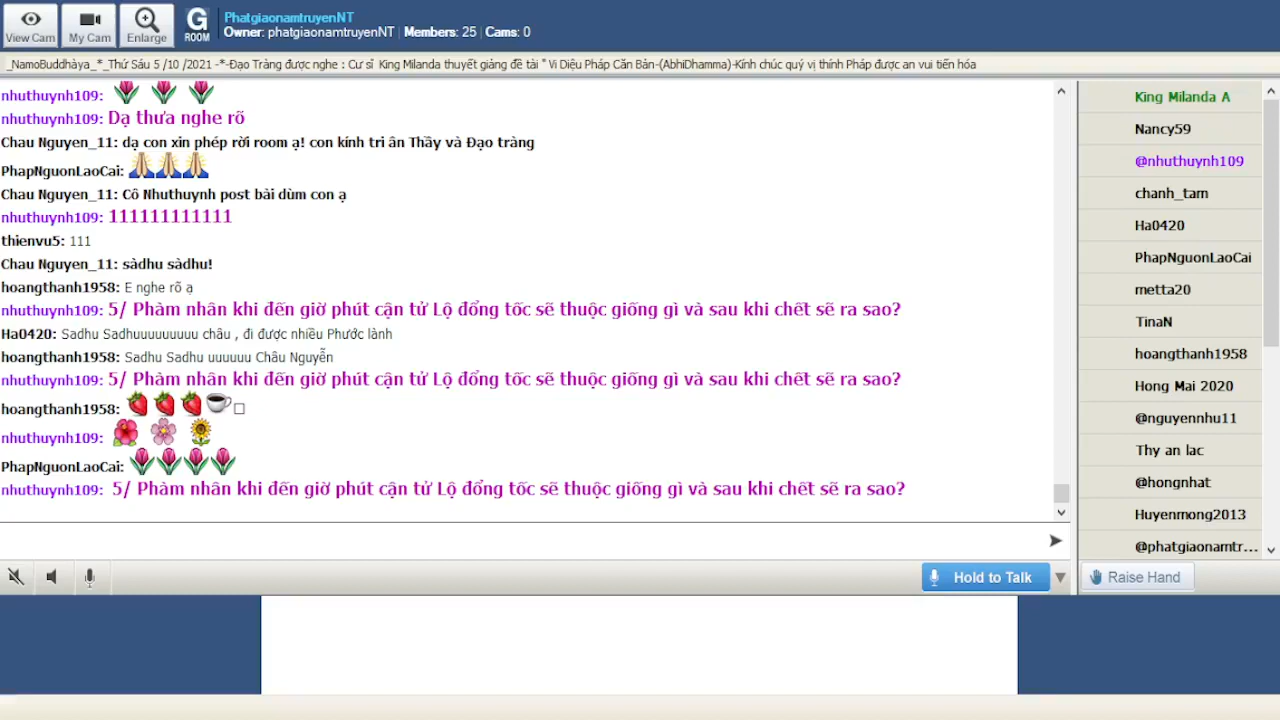 View Cam
My Cam
Enlarge
G
ROOM
PhatgiaonamtruyenNT
Owner: phatgiaonamtruyenNT | Members: 25 | Cams: 0
_NamoBuddhàya_*_Thứ Sáu 5 /10 /2021 -*-Đạo Tràng được nghe : Cư sĩ King Milanda thuyết giảng đề tài " Vi Diệu Pháp Căn Bản-(AbhiDhamma)-Kính chúc quý vị thính Pháp được an vui tiến hóa
nhuthuynh109:
nhuthuynh109: Dạ thưa nghe rõ
Chau Nguyen_11: dạ con xin phép rời room ạ! con kính tri ân Thầy và Đạo tràng
PhapNguonLaoCai:
Chau Nguyen_11: Cô Nhuthuynh post bài dùm con ạ
nhuthuynh109: 111111111111
thienvu5: 111
Chau Nguyen_11: sàdhu sàdhu!
hoangthanh1958: E nghe rõ ạ
nhuthuynh109: 5/ Phàm nhân khi đến giờ phút cận tử Lộ đổng tốc sẽ thuộc giống gì và sau khi chết sẽ ra sao?
Ha0420: Sadhu Sadhuuuuuuuuu châu , đi được nhiều Phước lành
hoangthanh1958: Sadhu Sadhu uuuuuu Châu Nguyễn
nhuthuynh109: 5/ Phàm nhân khi đến giờ phút cận tử Lộ đổng tốc sẽ thuộc giống gì và sau khi chết sẽ ra sao?
hoangthanh1958:
nhuthuynh109:
PhapNguonLaoCai:
nhuthuynh109: 5/ Phàm nhân khi đến giờ phút cận tử Lộ đổng tốc sẽ thuộc giống gì và sau khi chết sẽ ra sao?
Hold to Talk
King Milanda A
Nancy59
@nhuthuynh109
chanh_tam
Ha0420
PhapNguonLaoCai
metta20
TinaN
hoangthanh1958
Hong Mai 2020
@nguyennhu11
Thy an lac
@hongnhat
Huyenmong2013
@phatgiaonamtr...
Raise Hand